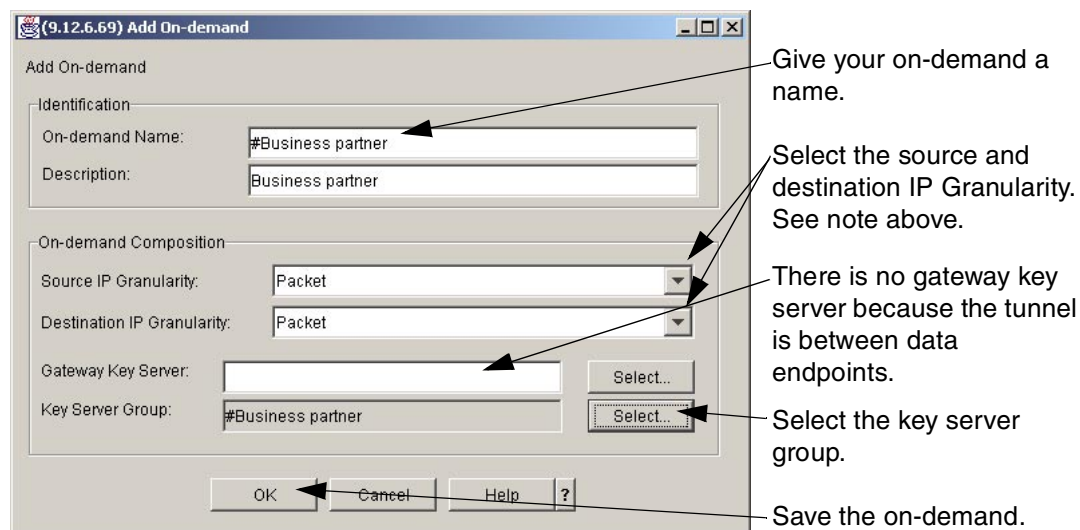 (9.12.6.69) Add On-demand
Add On-demand
Identification
On-demand Name: #Business partner
Description: Business partner
On-demand Composition
Source IP Granularity: Packet
Destination IP Granularity: Packet
Gateway Key Server: Select...
Key Server Group: #Business partner Select...
OK Cancel Help ?
Give your on-demand a
name.
Select the source and
destination IP Granularity.
See note above.
There is no gateway key
server because the tunnel
is between data
endpoints.
Select the key server
group.
Save the on-demand.